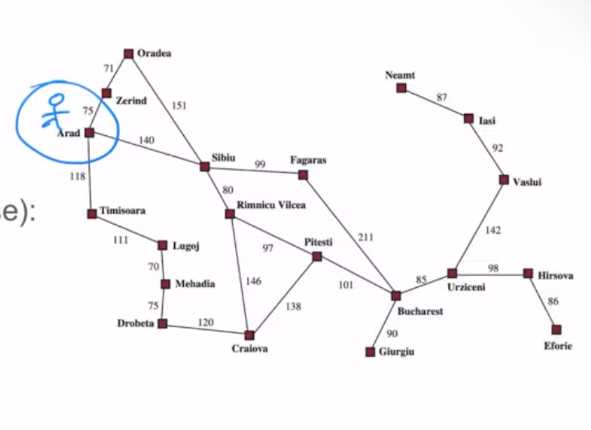 Oradea
71
Neamt
Zerind
87
151
75
Iasi
Arad
140
92
Sibiu
99
Fagaras
118
80
Vaslui
Timisoara
Rimnicu Vilcea
se):
142
111
Lugoj
97
Pitesti
211
70
98
Hirsova
146
85
Mehadia
101
Urziceni
75
138
86
Bucharest
Drobeta
120
90
Craiova
Giurgiu
Eforie